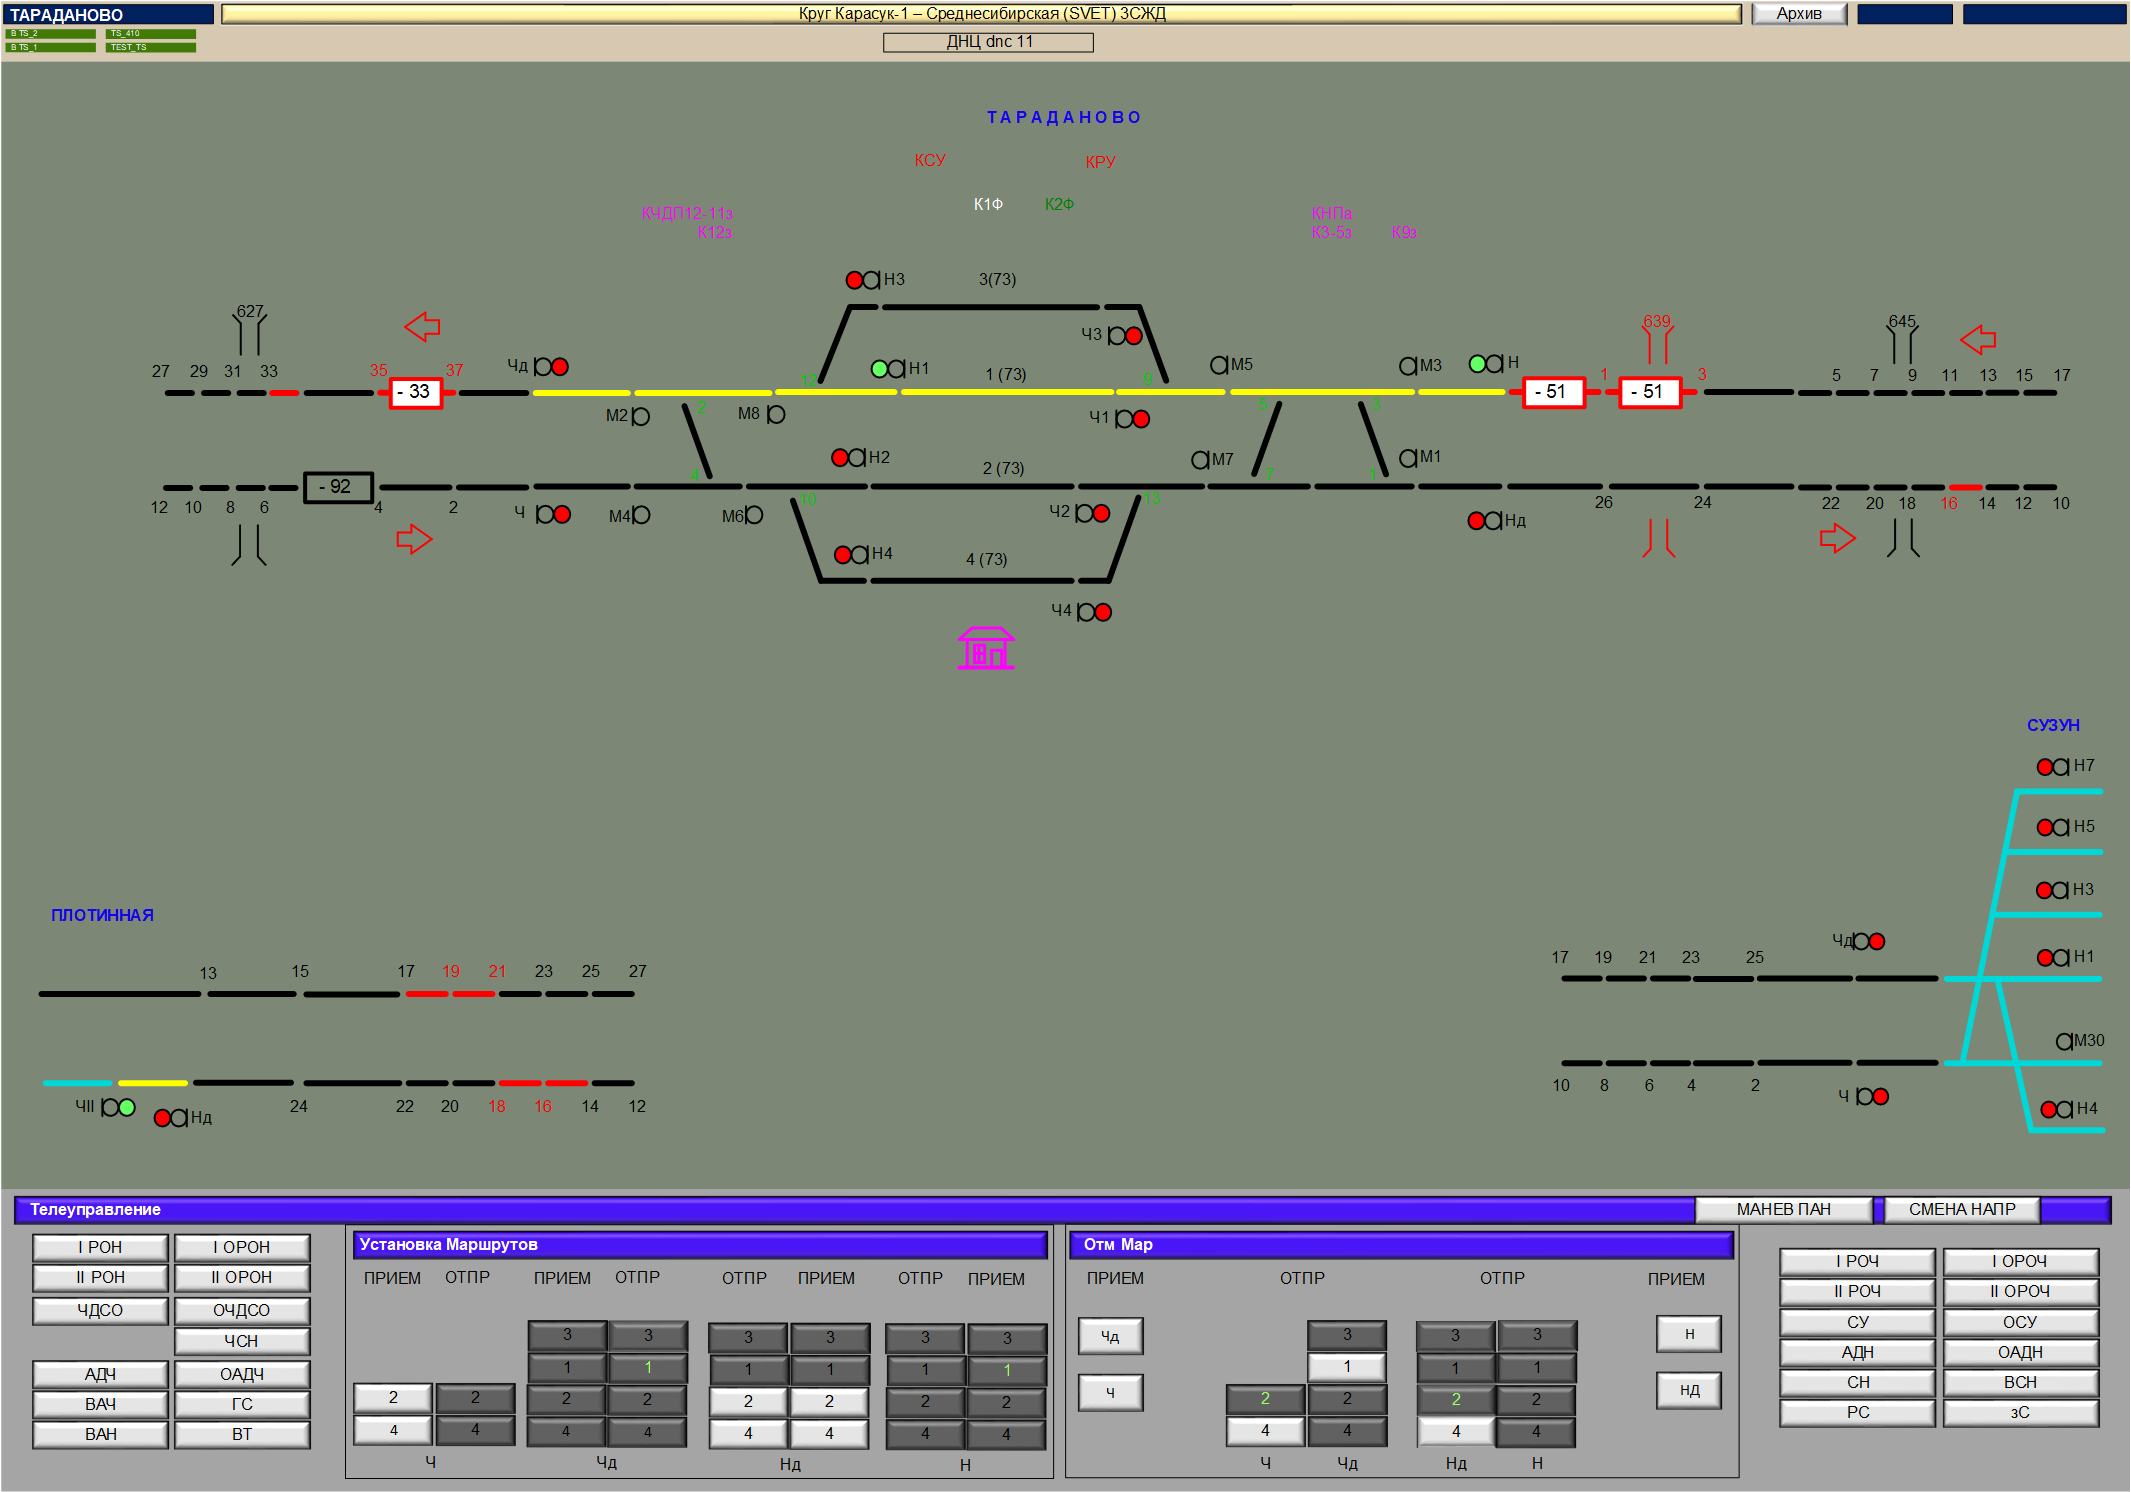 ТАРАДАНОВО
Круг Карасук-1 – Среднесибирская (SVET) ЗСЖД
Архив
В TS_2
TS_410
В TS_1
TEST_TS
ДНЦ dnc 11
ТАРАДАНОВО
КСУ
КРУ
К1Ф
К2Ф
КЧДП12-11з
К12з
КНПа
К3-5з
К9з
Н3
3(73)
627
Ч3
639
645
27 29 31 33
35
37
- 33
Чд
12
Н1
1 (73)
9
М5
М3
Н
- 51
1
- 51
3
5 7 9 11 13 15 17
М2
2
М8
Ч1
5
3
Н2
2 (73)
М7
М1
4
7
1
- 92
12 10 8 6
4
2
10
13
26
24
22 20 18 16 14 12 10
Ч
М4
М6
Ч2
Нд
Н4
4 (73)
Ч4
СУЗУН
Н7
Н5
Н3
Н1
М30
Н4
Чд
17 19 21 23 25
10 8 6 4 2
Ч
ПЛОТИННАЯ
13 15 17 19 21 23 25 27
ЧII
Нд
24 22 20 18 16 14 12
Телеуправление
МАНЕВ ПАН
СМЕНА НАПР
I РОН
I ОРОН
II РОН
II ОРОН
ЧДСО
ОЧДСО
ЧСН
АДЧ
ОАДЧ
ВАЧ
ГС
ВАН
ВТ
Установка Маршрутов
ПРИЕМ ОТПР ПРИЕМ ОТПР ОТПР ПРИЕМ ОТПР ПРИЕМ
3 3 3 3 3 3
1 1 1 1 1 1
2 2 2 2 2 2 2 2
4 4 4 4 4 4 4 4
Ч Чд Нд Н
Отм Мар
ПРИЕМ ОТПР ОТПР ПРИЕМ
Чд
Ч
3 3 3
1 1 1
2 2 2 2
4 4 4 4
Ч Чд Нд Н
Н
НД
I РОЧ
I ОРОЧ
II РОЧ
II ОРОЧ
СУ
ОСУ
АДН
ОАДН
СН
ВСН
РС
зС